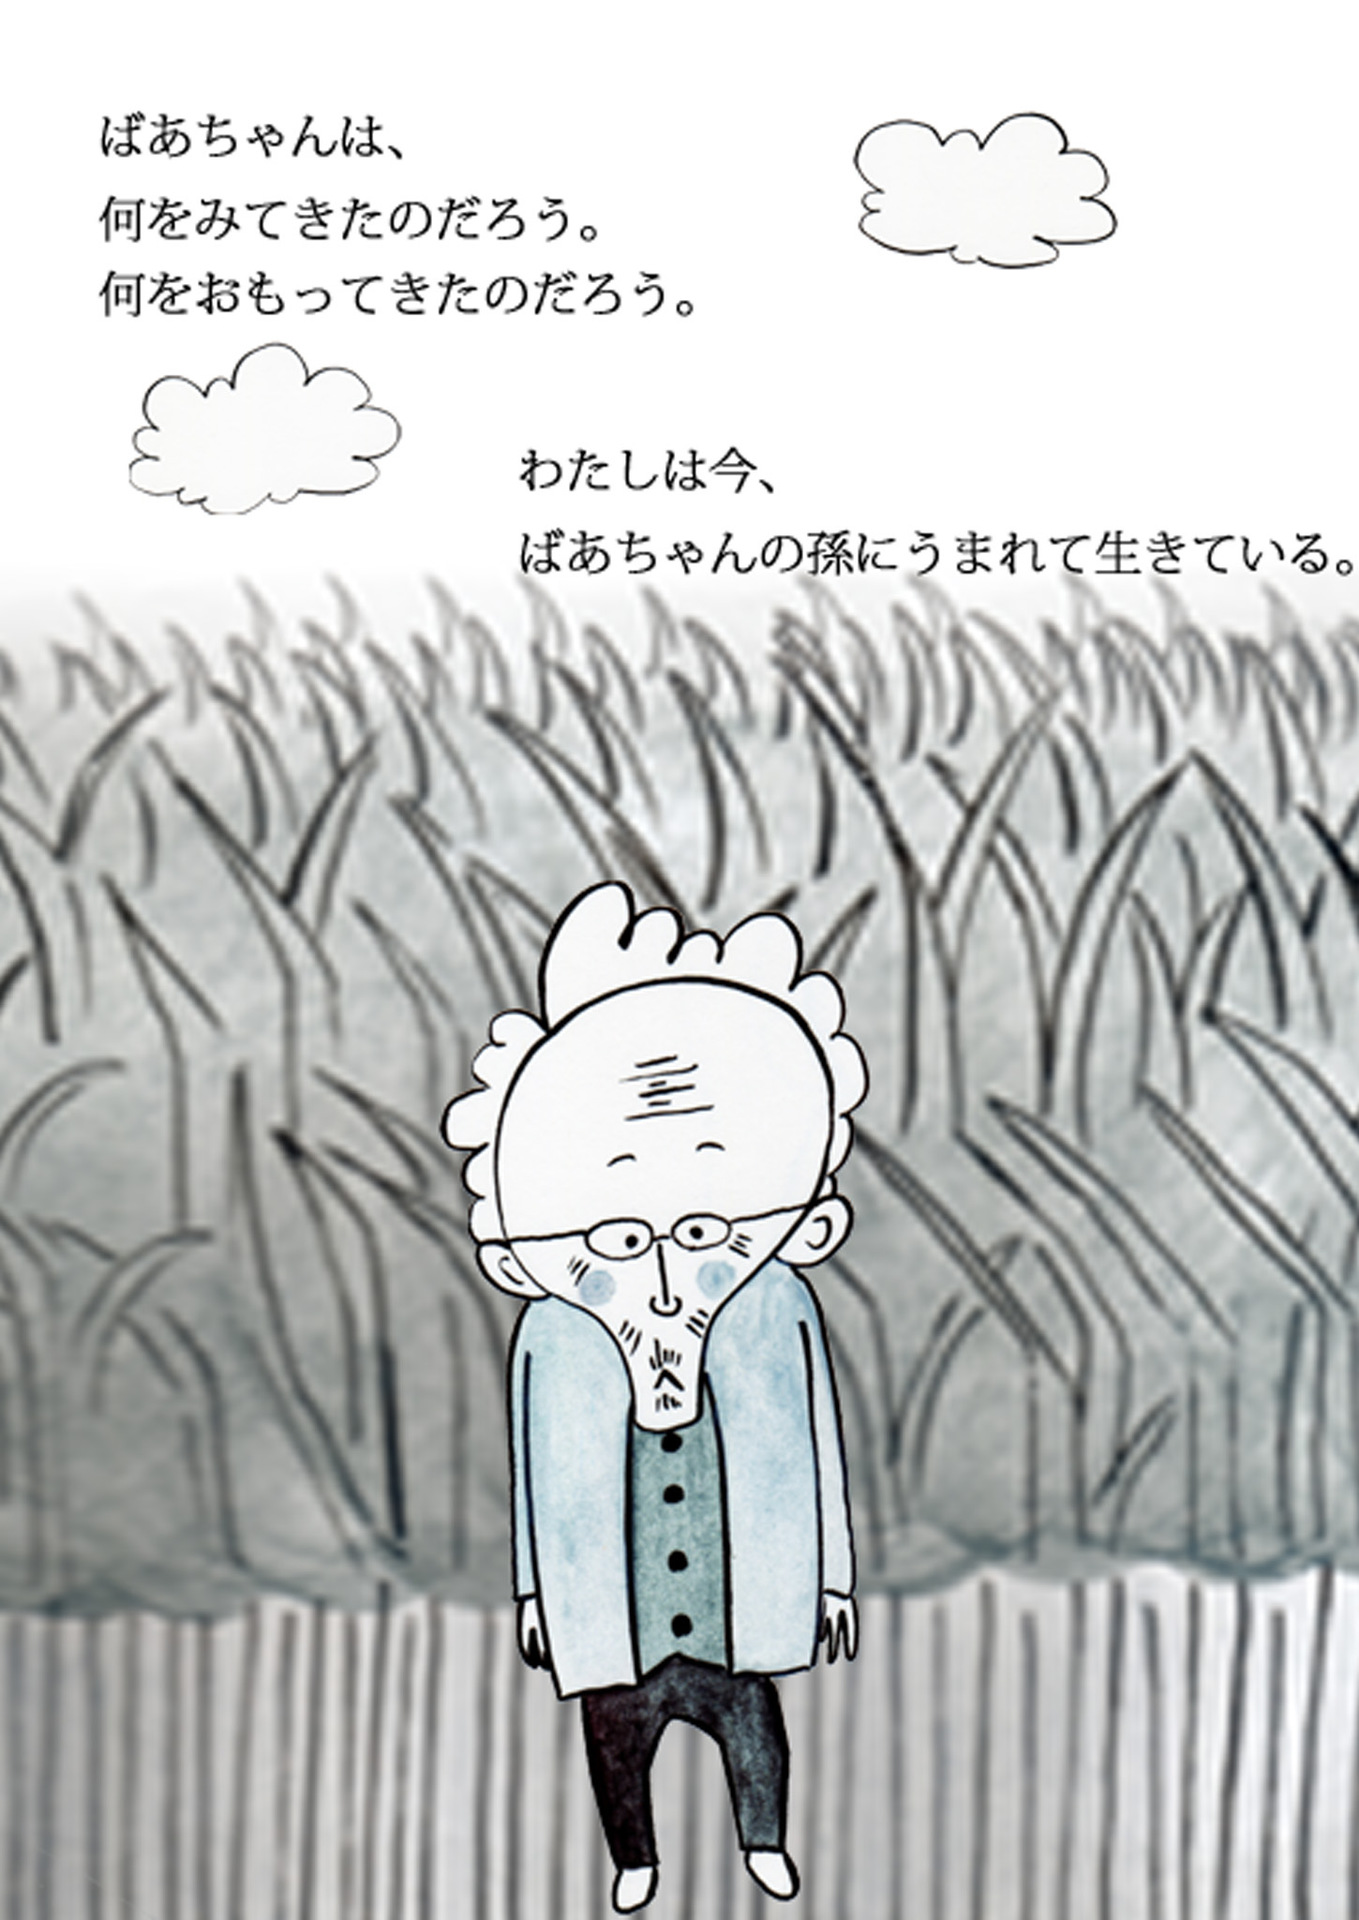 ばあちゃんは、
何をみてきたのだろう。
何をおもってきたのだろう。
わたしは今、
ばあちゃんの孫にうまれて生きている。